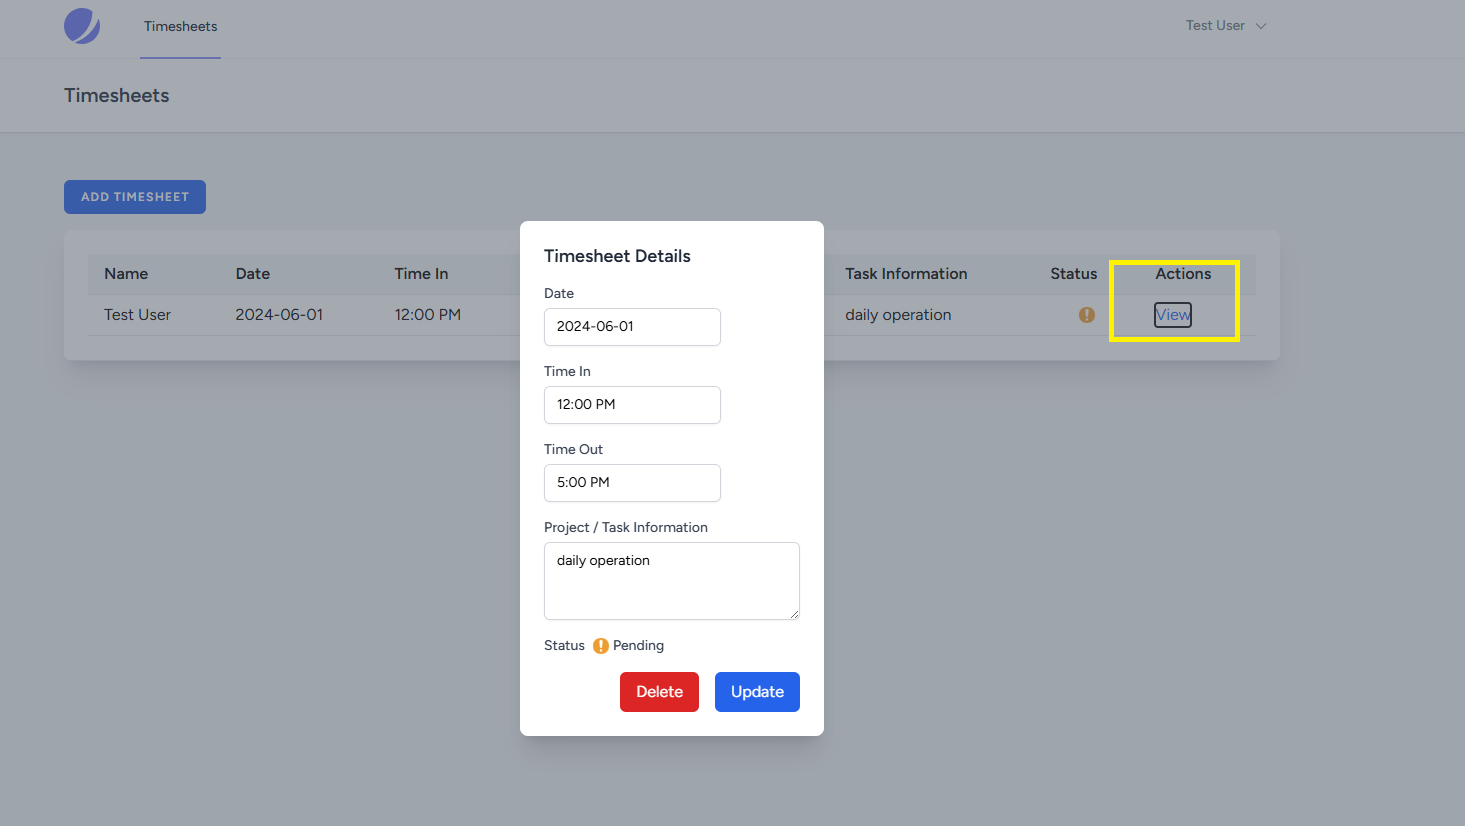 Timesheets
Test User
Timesheets
ADD TIMESHEET
Name Date Time In Task Information Status Actions
Test User 2024-06-01 12:00 PM daily operation View
Timesheet Details
Date
2024-06-01
Time In
12:00 PM
Time Out
5:00 PM
Project / Task Information
daily operation
Status Pending
Delete Update